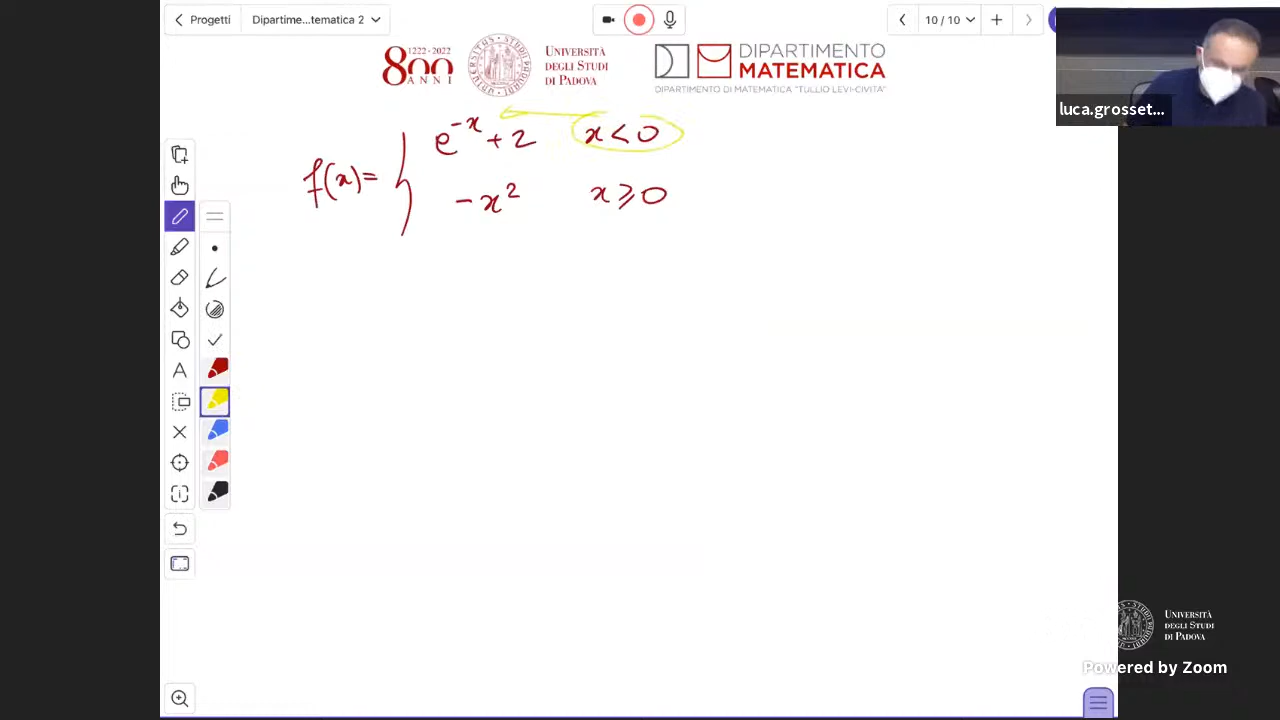 Progetti
Dipartime...tematica 2
10 / 10
1222·2022
800
ANNI
UNIVERSITÀ
DEGLI STUDI
DI PADOVA
DIPARTIMENTO
MATEMATICA
DIPARTIMENTO DI MATEMATICA "TULLIO LEVI-CIVITA"
luca.grosset...
f(x)= { e^{-x} + 2 x < 0
-x² x ⩾ 0
A
UNIVERSITÀ
DEGLI STUDI
DI PADOVA
Powered by Zoom